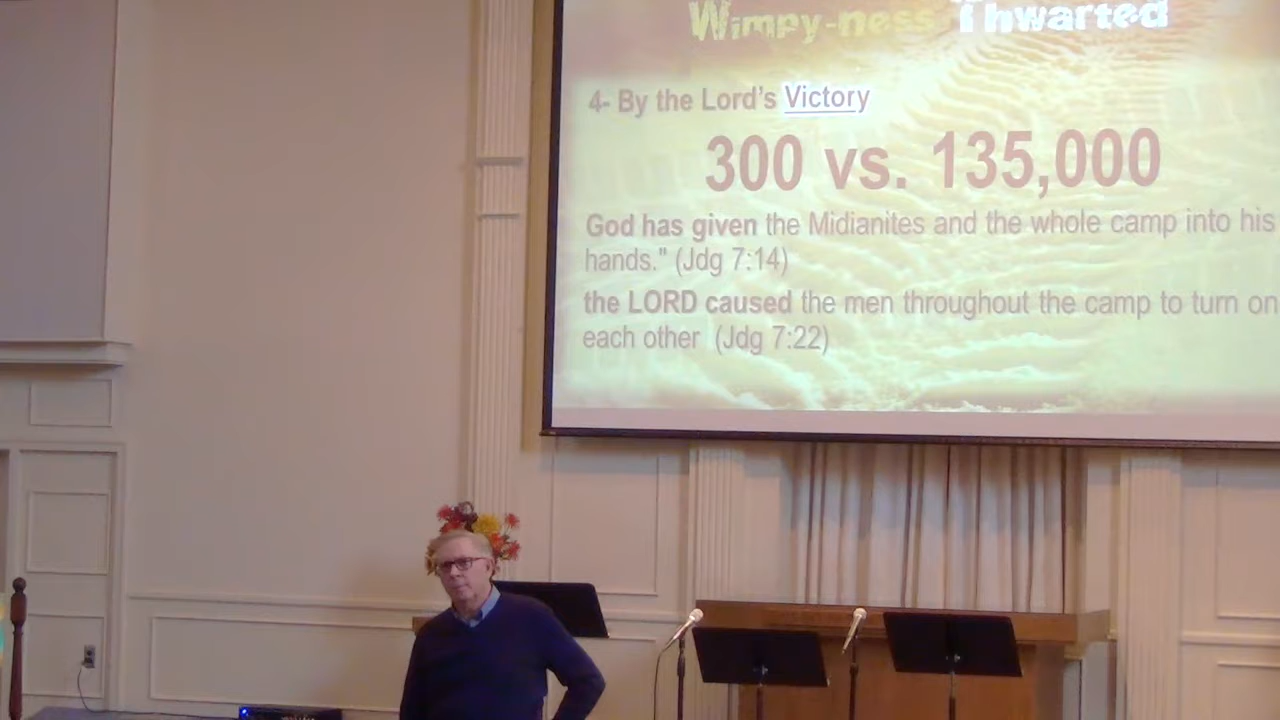 Wimpy-ness Thwarted
4- By the Lord's Victory
300 vs. 135,000
God has given the Midianites and the whole camp into his
hands." (Jdg 7:14)
the LORD caused the men throughout the camp to turn on
each other (Jdg 7:22)